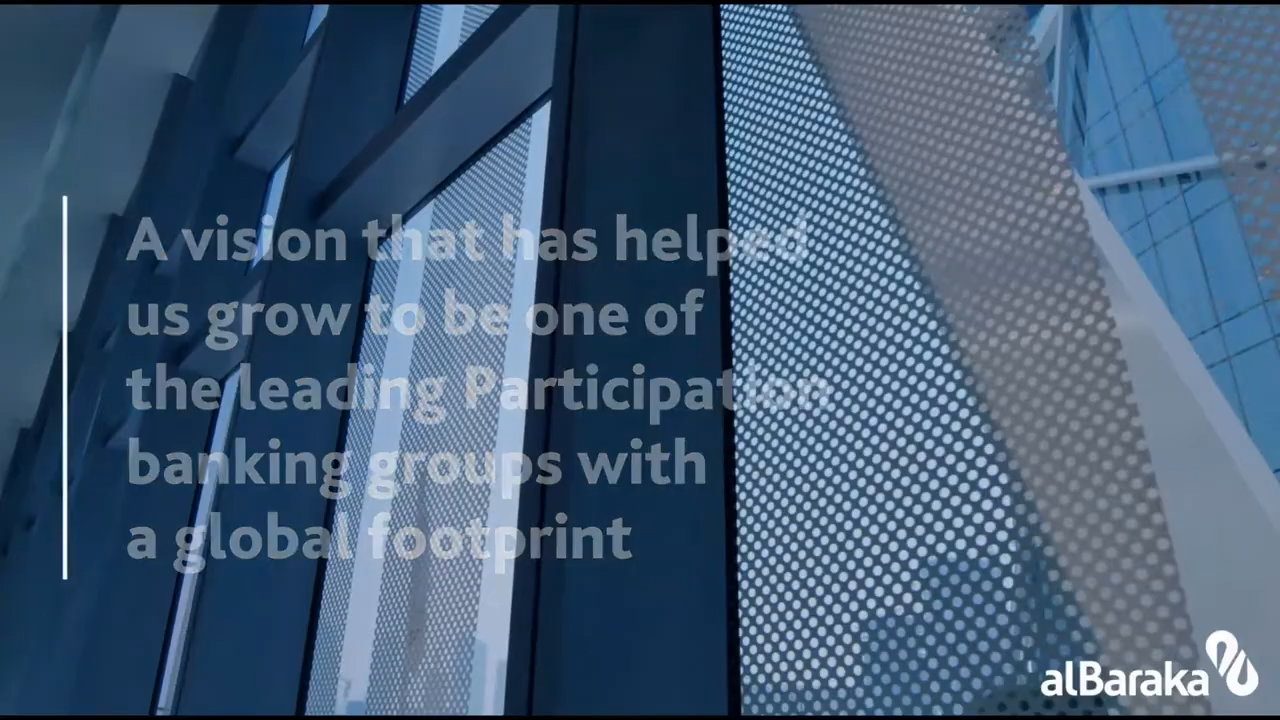 A vision that has helped
us grow to be one of
the leading Participation
banking groups with
a global footprint
alBaraka